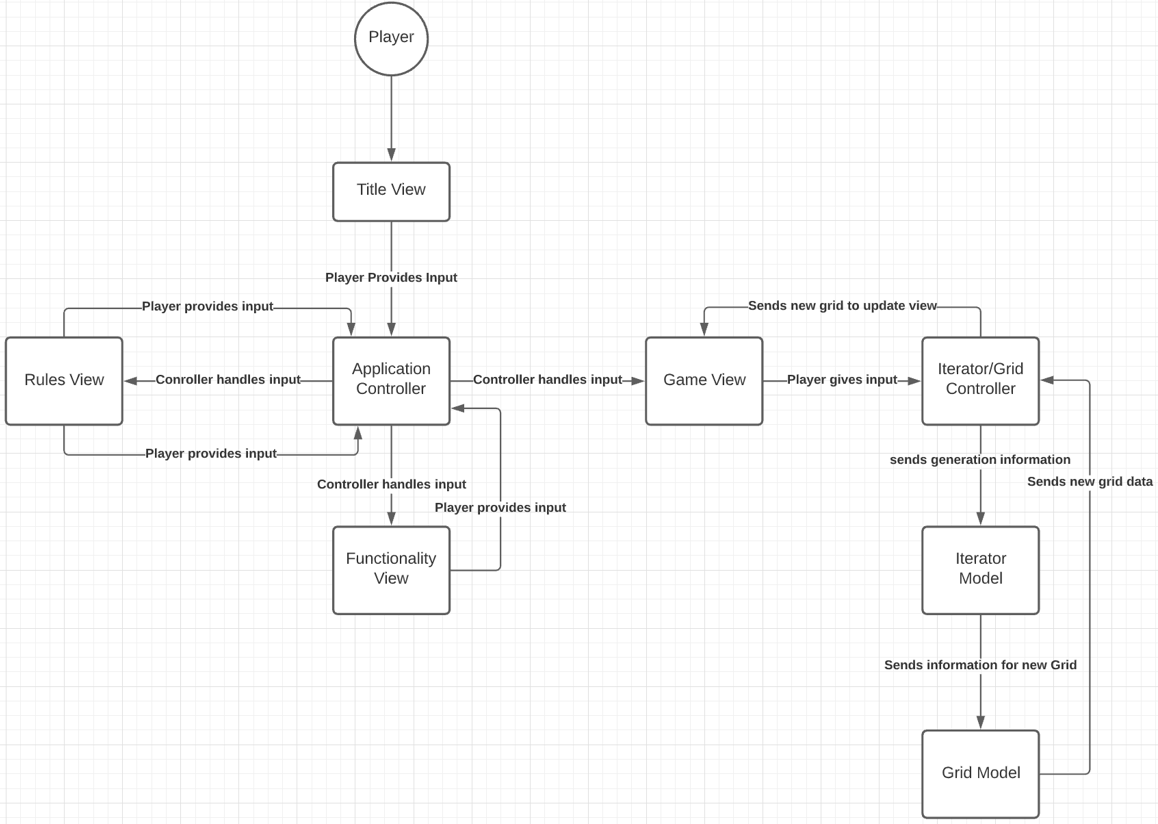 Player
Title View
Player Provides Input
Player provides input
Sends new grid to update view
Rules View
Conroller handles input
Application
Controller
Controller handles input
Game View
Player gives input
Iterator/Grid
Controller
Player provides input
sends generation information
Sends new grid data
Controller handles input
Player provides input
Functionality
View
Iterator
Model
Sends information for new Grid
Grid Model